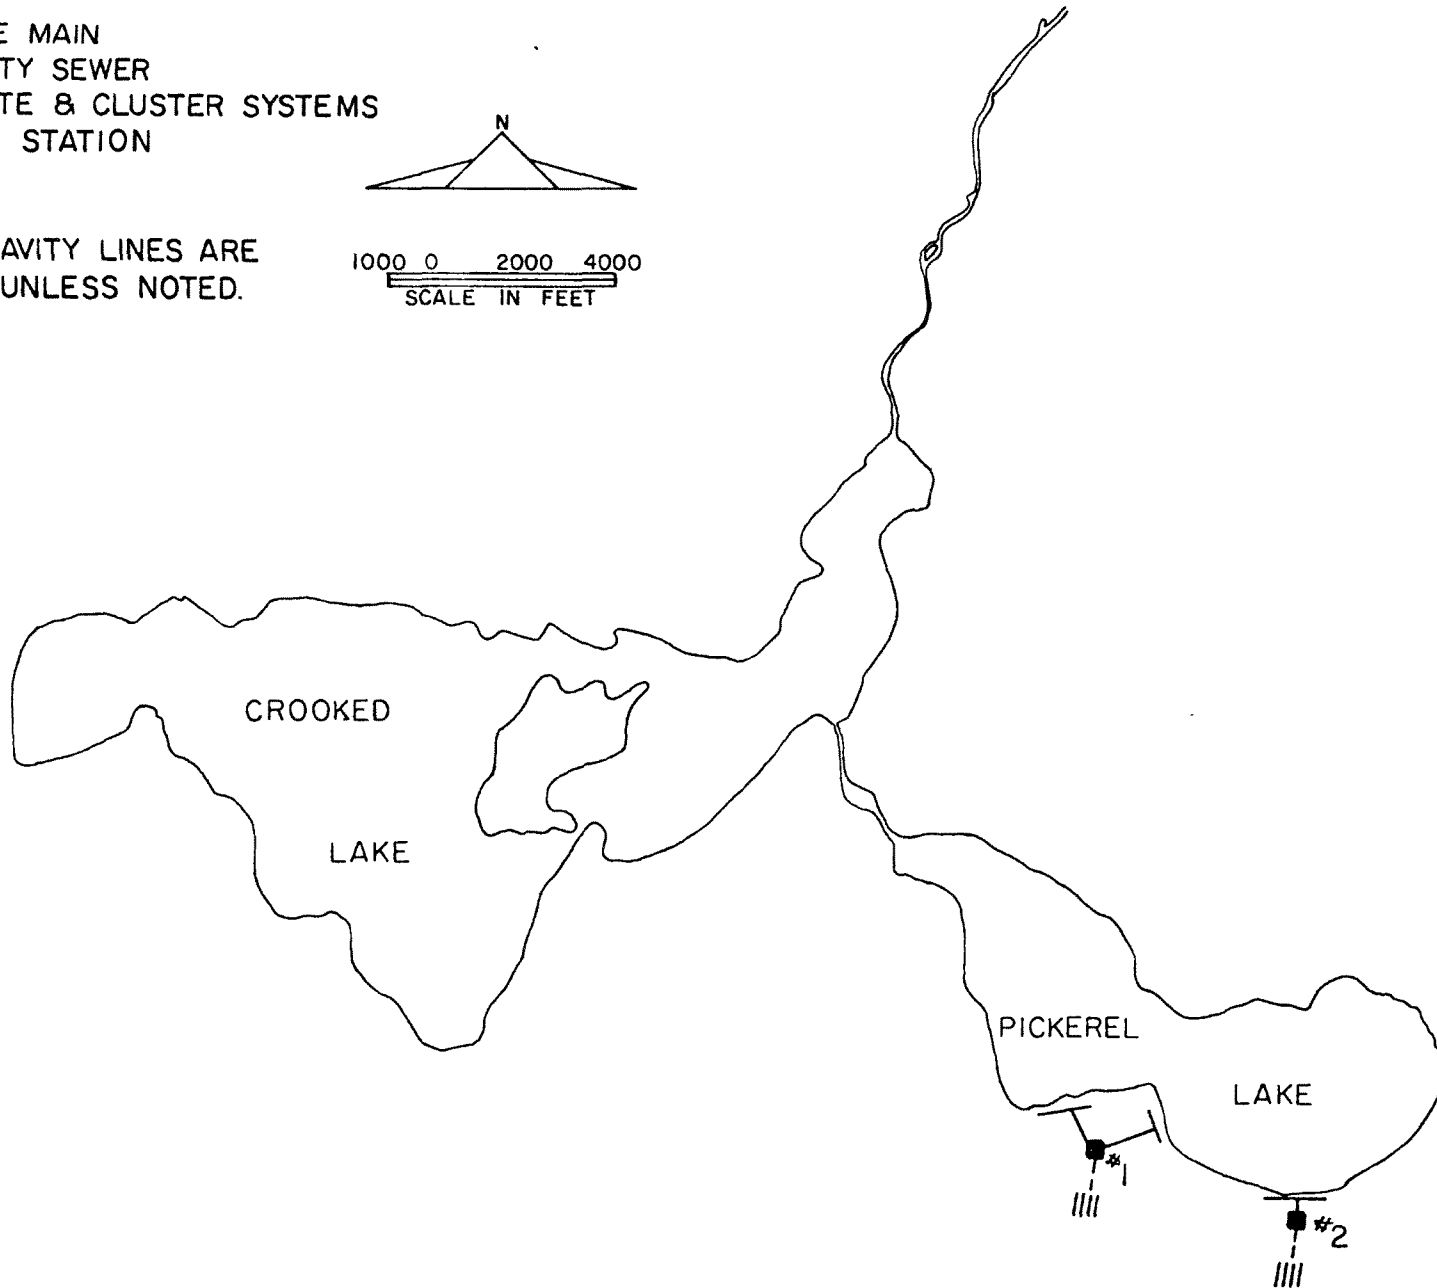 E MAIN
TY SEWER
TE & CLUSTER SYSTEMS
STATION
N
AVITY LINES ARE
UNLESS NOTED.
1000 0 2000 4000
SCALE IN FEET
CROOKED
LAKE
PICKEREL
LAKE
#1
#2